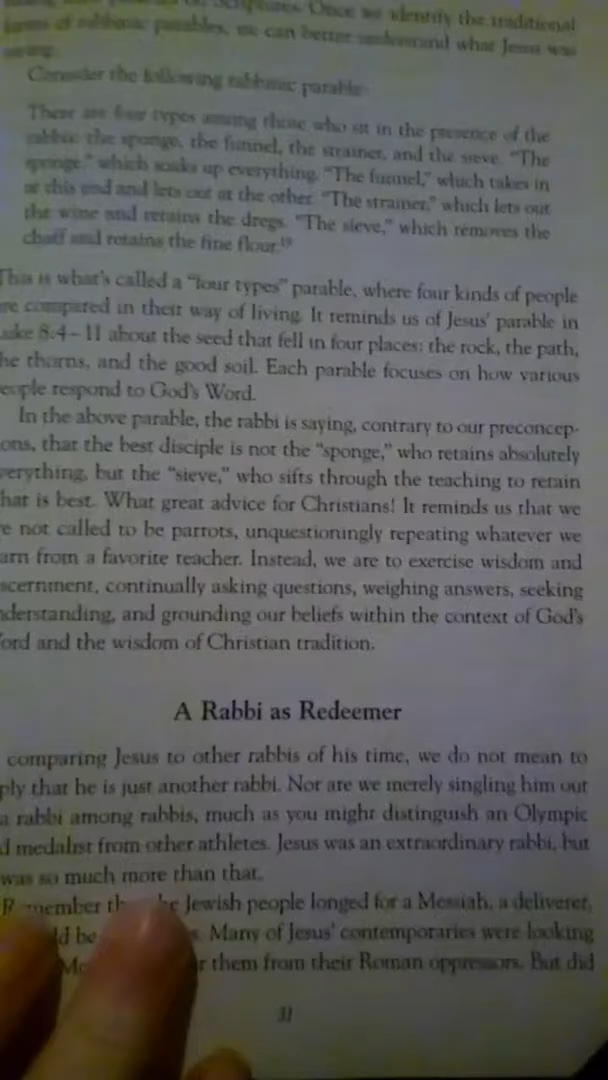 Scriptures. Once we identify the traditional
forms of rabbinic parables, we can better understand what Jesus was
saying.
Consider the following rabbinic parable:
There are four types among those who sit in the presence of the
rabbis: the sponge, the funnel, the strainer, and the sieve. "The
sponge," which soaks up everything. "The funnel," which takes in
at this end and lets out at the other. "The strainer," which lets out
the wine and retains the dregs. "The sieve," which removes the
chaff and retains the fine flour.¹⁹
This is what's called a "four types" parable, where four kinds of people
re compared in their way of living. It reminds us of Jesus' parable in
uke 8:4–11 about the seed that fell in four places: the rock, the path,
he thorns, and the good soil. Each parable focuses on how various
eople respond to God's Word.
In the above parable, the rabbi is saying, contrary to our preconcep-
ons, that the best disciple is not the "sponge," who retains absolutely
verything, but the "sieve," who sifts through the teaching to retain
hat is best. What great advice for Christians! It reminds us that we
e not called to be parrots, unquestioningly repeating whatever we
arn from a favorite teacher. Instead, we are to exercise wisdom and
scernment, continually asking questions, weighing answers, seeking
nderstanding, and grounding our beliefs within the context of God's
ord and the wisdom of Christian tradition.
A Rabbi as Redeemer
comparing Jesus to other rabbis of his time, we do not mean to
ply that he is just another rabbi. Nor are we merely singling him out
a rabbi among rabbis, much as you might distinguish an Olympic
d medalist from other athletes. Jesus was an extraordinary rabbi, but
was so much more than that.
Remember Jewish people longed for a Messiah, a deliverer,
be Many of Jesus' contemporaries were looking
them from their Roman oppressors. But did
31